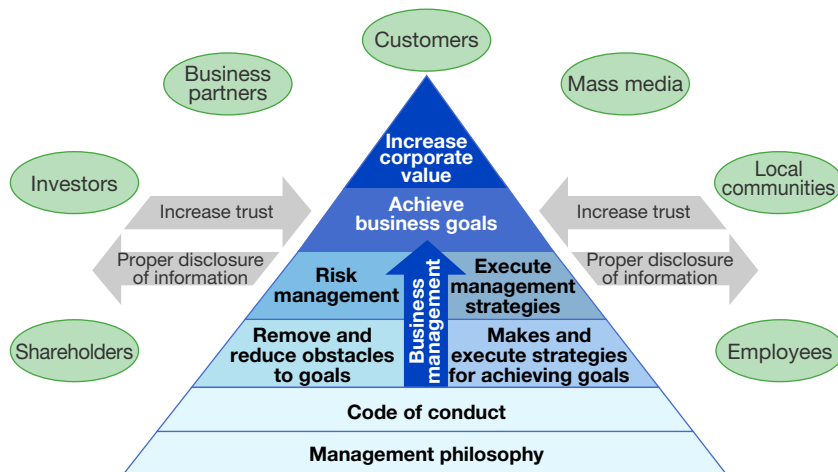 Customers
Business
partners
Mass media
Increase
corporate
value
Investors
Local
communities
Increase trust
Achieve
business goals
Increase trust
Proper disclosure
of information
Risk
management
Business
management
Execute
management
strategies
Proper disclosure
of information
Shareholders
Remove and
reduce obstacles
to goals
Makes and
execute strategies
for achieving goals
Employees
Code of conduct
Management philosophy